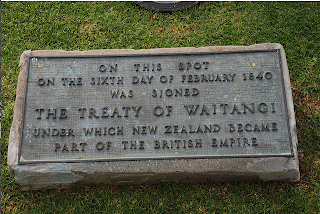 ON THIS SPOT
ON THE SIXTH DAY OF FEBRUARY 1840
WAS SIGNED
THE TREATY OF WAITANGI
UNDER WHICH NEW ZEALAND BECAME
PART OF THE BRITISH EMPIRE